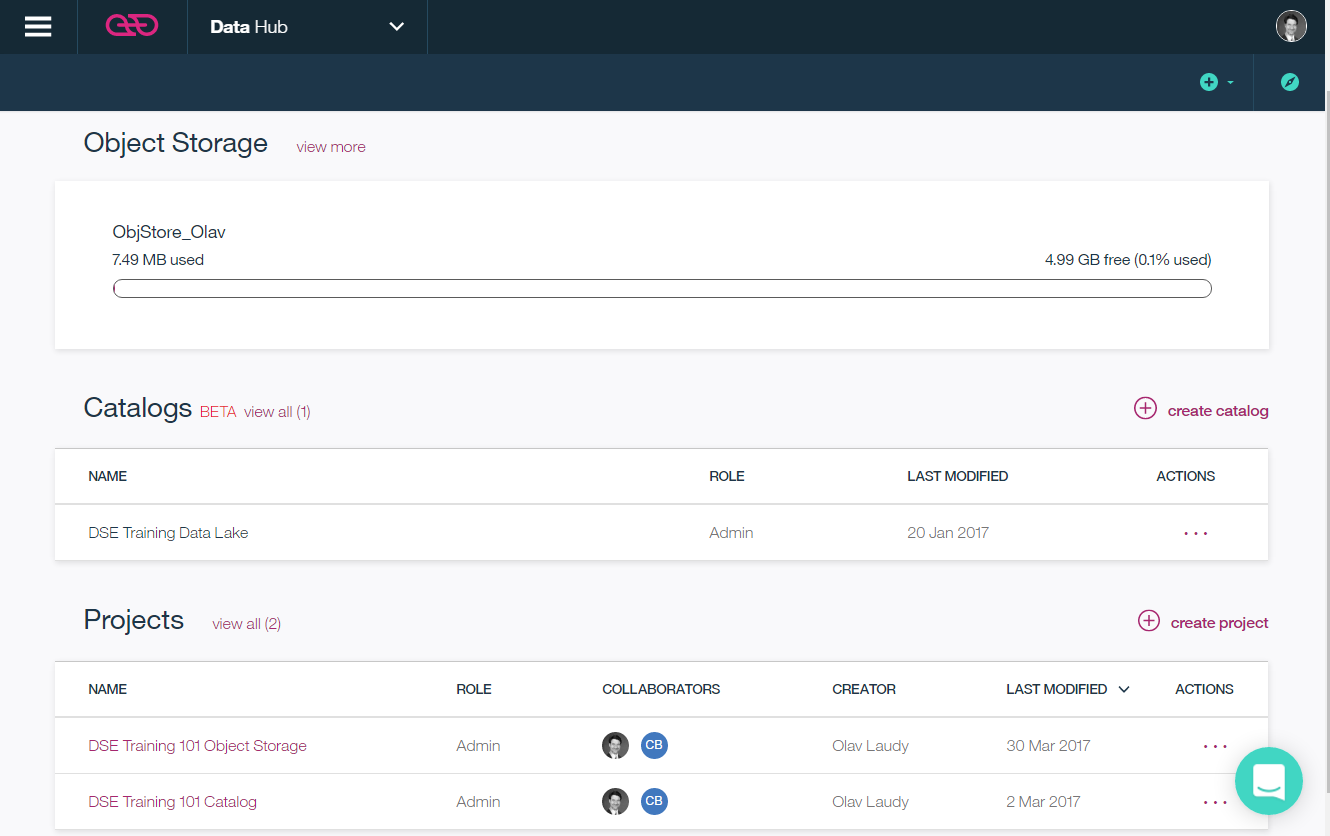 Data Hub
Object Storage view more
ObjStore_Olav
7.49 MB used 4.99 GB free (0.1% used)
Catalogs BETA view all (1) create catalog
NAME ROLE LAST MODIFIED ACTIONS
DSE Training Data Lake Admin 20 Jan 2017
Projects view all (2) create project
NAME ROLE COLLABORATORS CREATOR LAST MODIFIED ACTIONS
DSE Training 101 Object Storage Admin CB Olav Laudy 30 Mar 2017
DSE Training 101 Catalog Admin CB Olav Laudy 2 Mar 2017